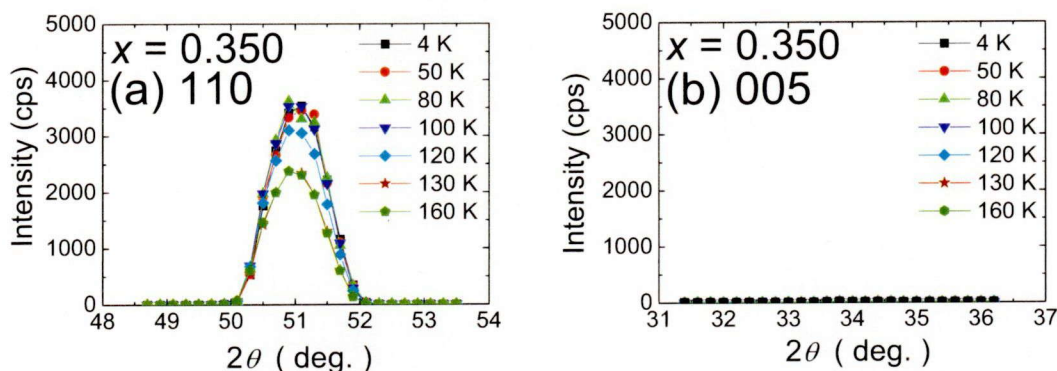 5000
4000
3000
2000
1000
0
Intensity (cps)
x = 0.350
(a) 110
4 K
50 K
80 K
100 K
120 K
130 K
160 K
48 49 50 51 52 53 54
2θ ( deg. )
5000
4000
3000
2000
1000
0
Intensity (cps)
x = 0.350
(b) 005
4 K
50 K
80 K
100 K
120 K
130 K
160 K
31 32 33 34 35 36 37
2θ ( deg. )